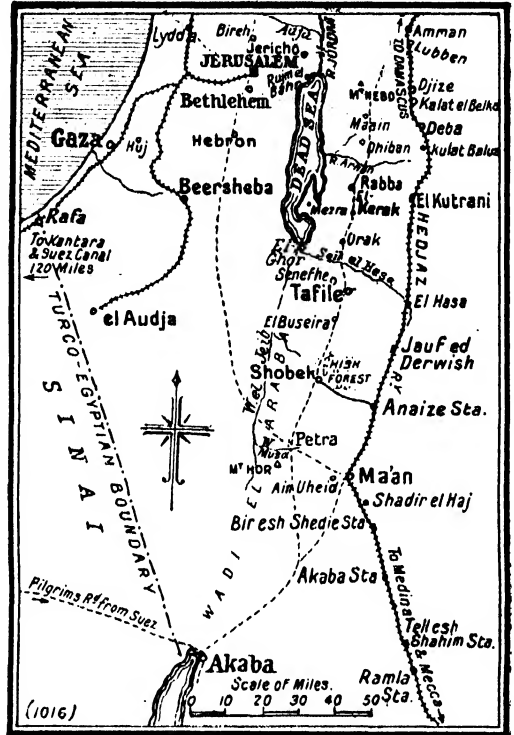 MEDITERRANEAN
SEA
Lydda
Bireh
Auja
Jericho
JERUSALEM
R. JORDAN
Bethlehem
Amman
Lubben
TO DAMASCUS
Djize
Mt NEBO
Kalat el Belka
Gaza
Huj
Hebron
DEAD SEA
Maain
Dhiban
Deba
Kulat Balua
Beersheba
Rabba
El
Kerak
Mezra
El Kutrani
Rafa
To Kantara
& Suez Canal
120 Miles
Orak
El
Ghor
Seil el Hesa
Senefhe
Tafile
el Audja
El Buseira
El Hasa
HEDJAZ
RY
Jauf ed
Derwish
Shobek
HIGH
FOREST
Anaize Sta.
TURCO-EGYPTIAN BOUNDARY
SINAI
Petra
Musa
Mt HOR
Ma'an
Ain Uheid
Shadir el Haj
Bir esh Shedie Sta
WADI EL ARABA
Akaba Sta
To Medina & Mecca
Pilgrims Rd from Suez
Tell esh
Shahim Sta.
Akaba
Ramla
Sta.
Scale of Miles.
0 10 20 30 40 50
(1016)